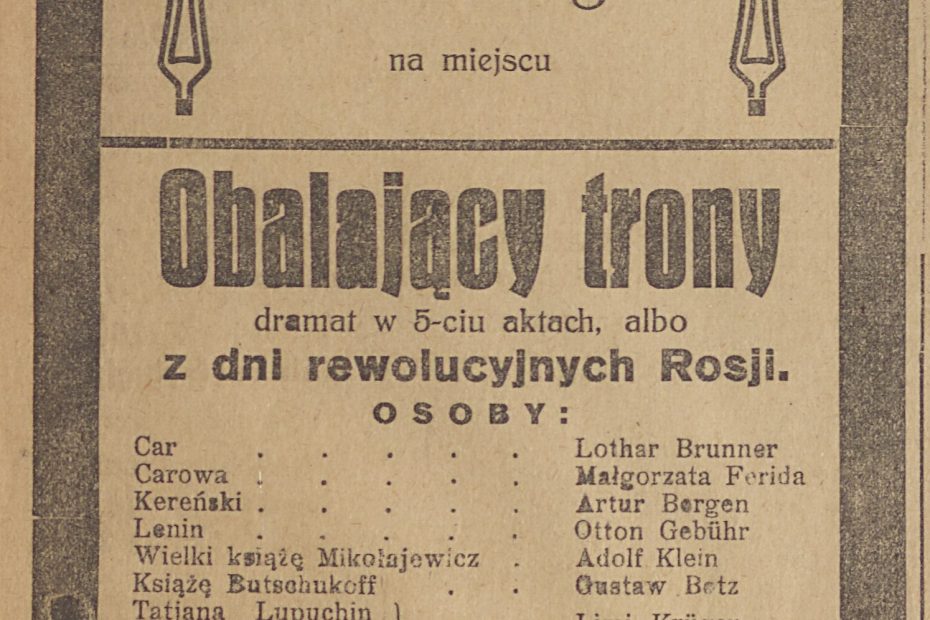 na miejscu
Obalający trony
dramat w 5-ciu aktach, albo
z dni rewolucyjnych Rosji.
OSOBY:
Car . . . . . Lothar Brunner
Carowa . . . . . Małgorzata Ferida
Kereński . . . . . Artur Bergen
Lenin . . . . . Otton Gebühr
Wielki książę Mikołajewicz . Adolf Klein
Książę Butschukoff . . Gustaw Betz
Tatjana Lupuchin )